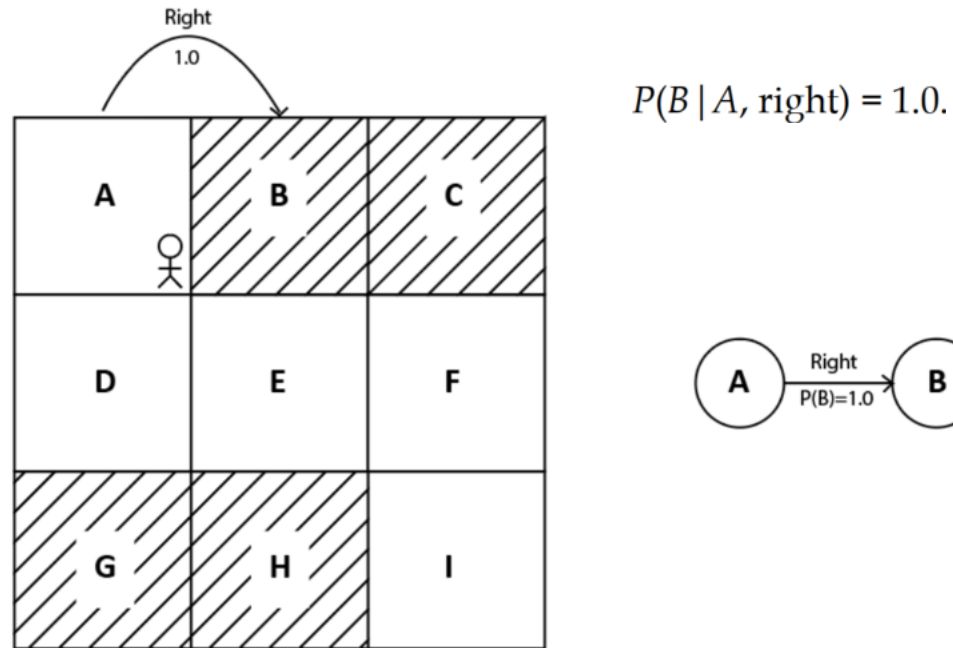 Right
1.0
P(B | A, right) = 1.0.
A B C
D E F
Right
A B
P(B)=1.0
G H I